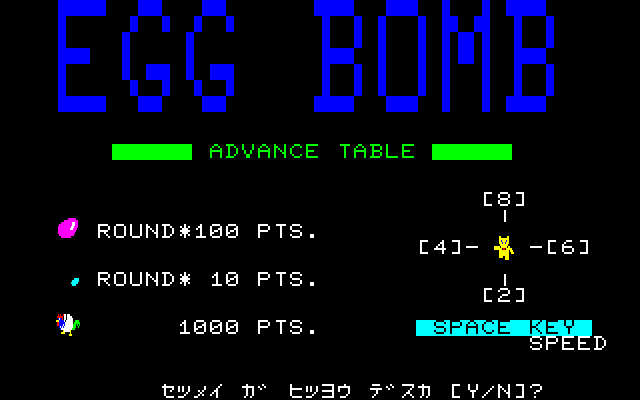 EGG BOMB
ADVANCE TABLE
[8]
ROUND*100 PTS.
[4]- -[6]
ROUND* 10 PTS.
[2]
1000 PTS.
SPACE KEY
SPEED
セツメイ ガ ヒツヨウ デスカ [Y/N]?